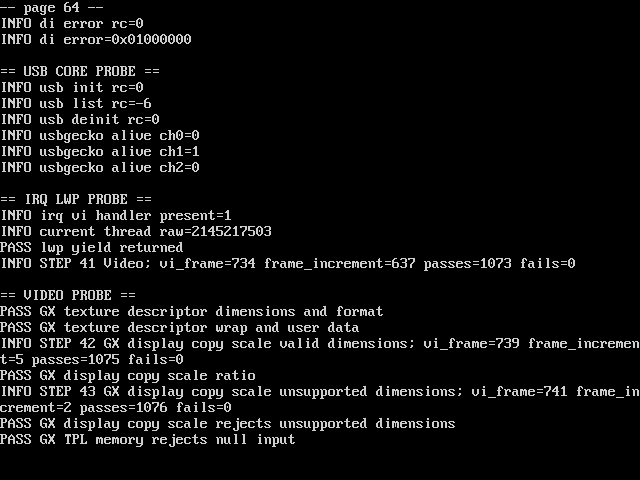 -- page 64 --
INFO di error rc=0
INFO di error=0x01000000
== USB CORE PROBE ==
INFO usb init rc=0
INFO usb list rc=-6
INFO usb deinit rc=0
INFO usbgecko alive ch0=0
INFO usbgecko alive ch1=1
INFO usbgecko alive ch2=0
== IRQ LWP PROBE ==
INFO irq vi handler present=1
INFO current thread raw=2145217503
PASS lwp yield returned
INFO STEP 41 Video; vi_frame=734 frame_increment=637 passes=1073 fails=0
== VIDEO PROBE ==
PASS GX texture descriptor dimensions and format
PASS GX texture descriptor wrap and user data
INFO STEP 42 GX display copy scale valid dimensions; vi_frame=739 frame_incremen
t=5 passes=1075 fails=0
PASS GX display copy scale ratio
INFO STEP 43 GX display copy scale unsupported dimensions; vi_frame=741 frame_in
crement=2 passes=1076 fails=0
PASS GX display copy scale rejects unsupported dimensions
PASS GX TPL memory rejects null input